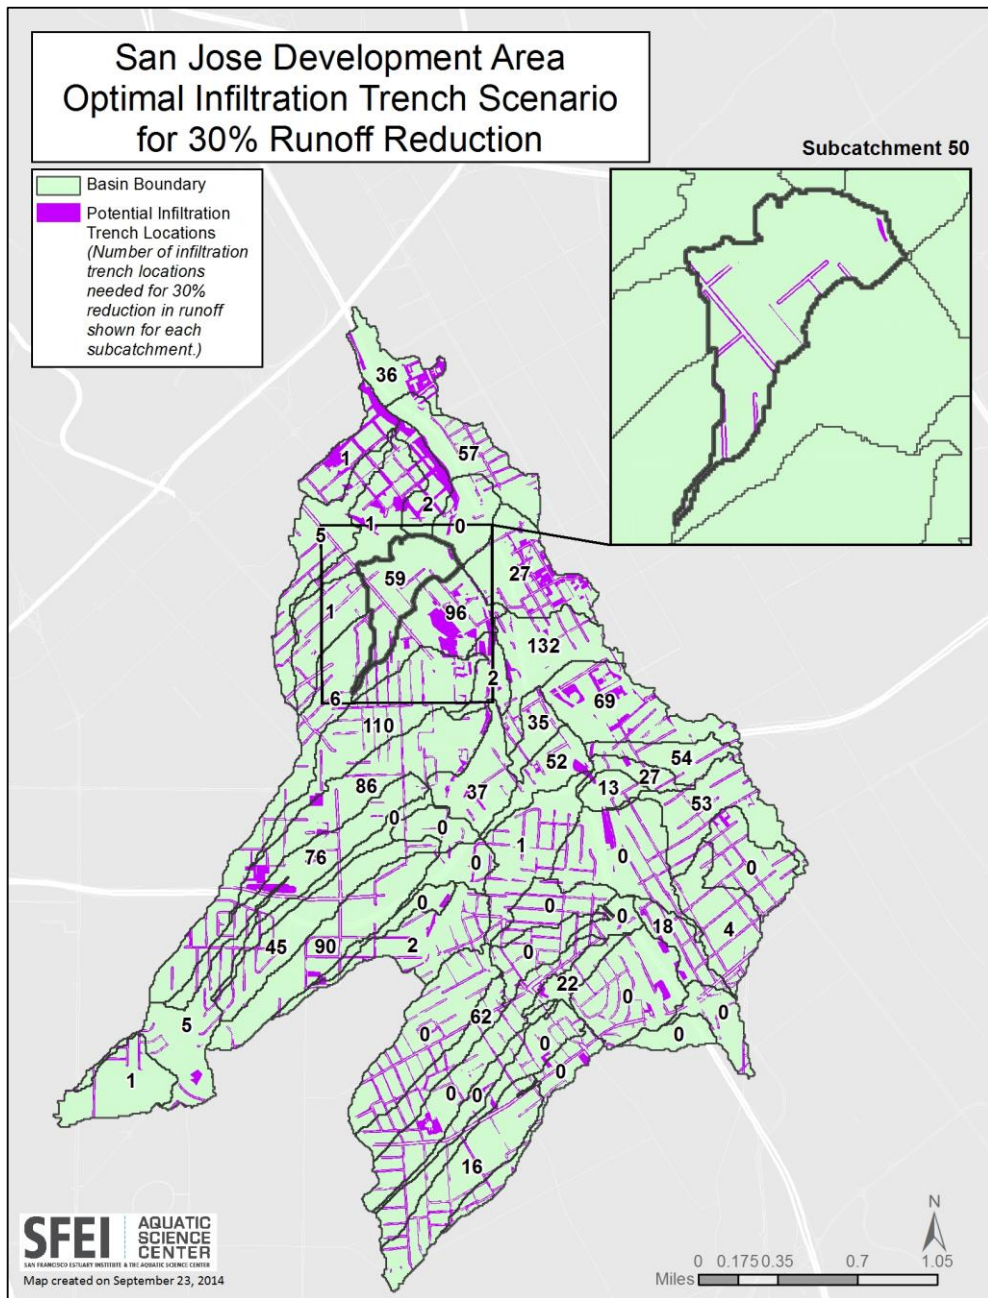 San Jose Development Area
Optimal Infiltration Trench Scenario
for 30% Runoff Reduction
Subcatchment 50
Basin Boundary
Potential Infiltration
Trench Locations
(Number of infiltration
trench locations
needed for 30%
reduction in runoff
shown for each
subcatchment.)
36
57
1
2
1
0
5
59
27
1
96
132
2
6
69
35
110
54
52
27
86
13
37
53
0
0
1
76
0
0
0
0
0
0
18
4
45
90
2
0
22
0
62
0
0
5
0
0
0
1
0
0
16
SFEI
AQUATIC
SCIENCE
CENTER
SAN FRANCISCO ESTUARY INSTITUTE & THE AQUATIC SCIENCE CENTER
Map created on September 23, 2014
N
0 0.175 0.35 0.7 1.05
Miles